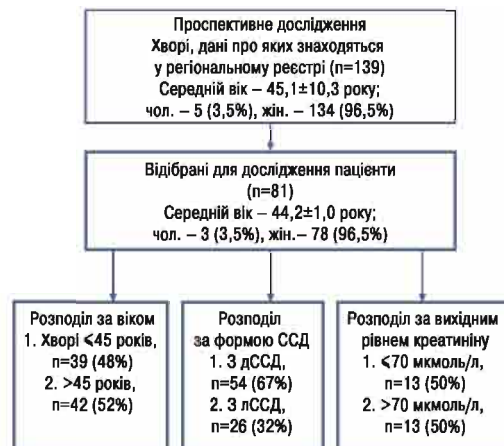 Проспективне дослідження
Хворі, дані про яких знаходяться
у регіональному реєстрі (n=139)
Середній вік – 45,1±10,3 року;
чол. – 5 (3,5%), жін. – 134 (96,5%)
Відібрані для дослідження пацієнти
(n=81)
Середній вік – 44,2±1,0 року;
чол. – 3 (3,5%), жін.– 78 (96,5%)
Розподіл за віком
1. Хворі ⩽45 років,
n=39 (48%)
2. >45 років,
n=42 (52%)
Розподіл
за формою ССД
1. З дССД,
n=54 (67%)
2. З лССД,
n=26 (32%)
Розподіл за вихідним
рівнем креатиніну
1. ⩽70 мкмоль/л,
n=13 (50%)
2. >70 мкмоль/л,
n=13 (50%)